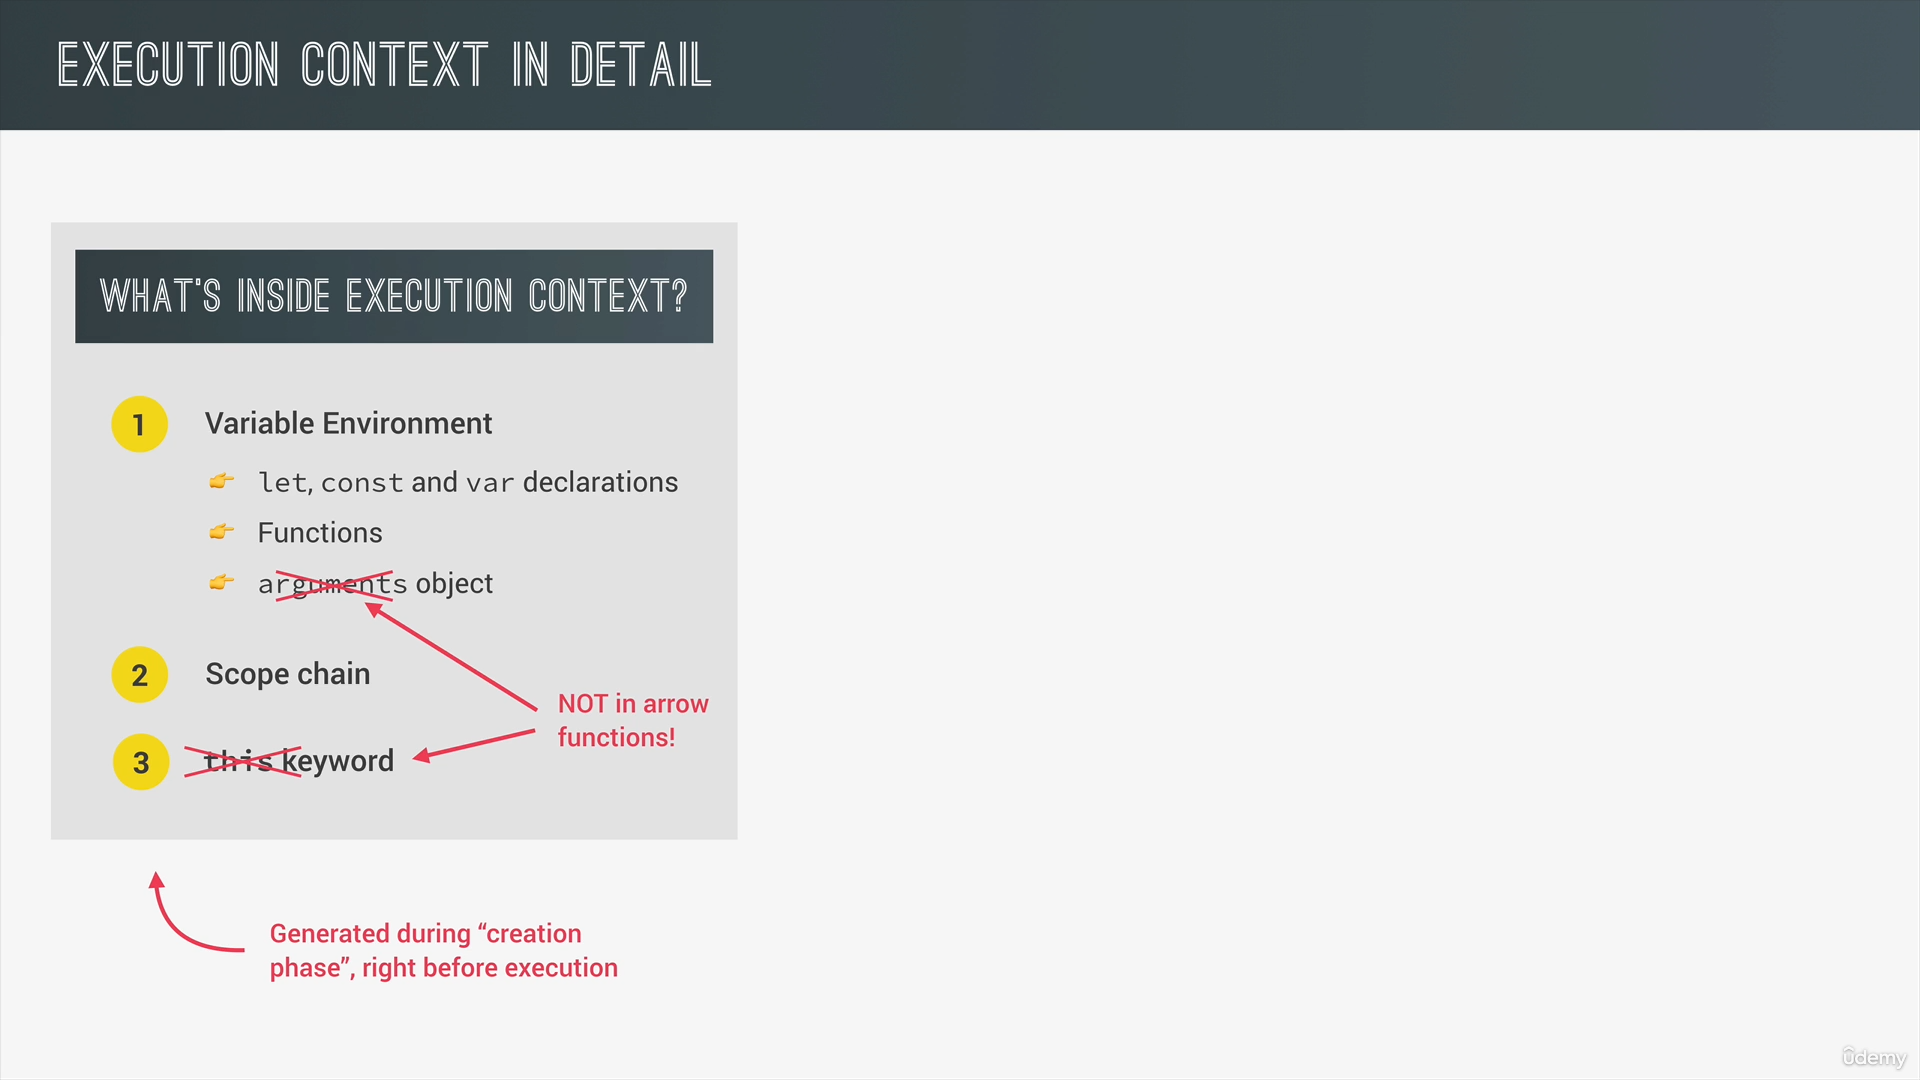 EXECUTION CONTEXT IN DETAIL
WHAT'S INSIDE EXECUTION CONTEXT?
1 Variable Environment
👉 let, const and var declarations
👉 Functions
👉 arguments object
2 Scope chain
NOT in arrow
functions!
3 this keyword
Generated during “creation
phase”, right before execution
ûdemy